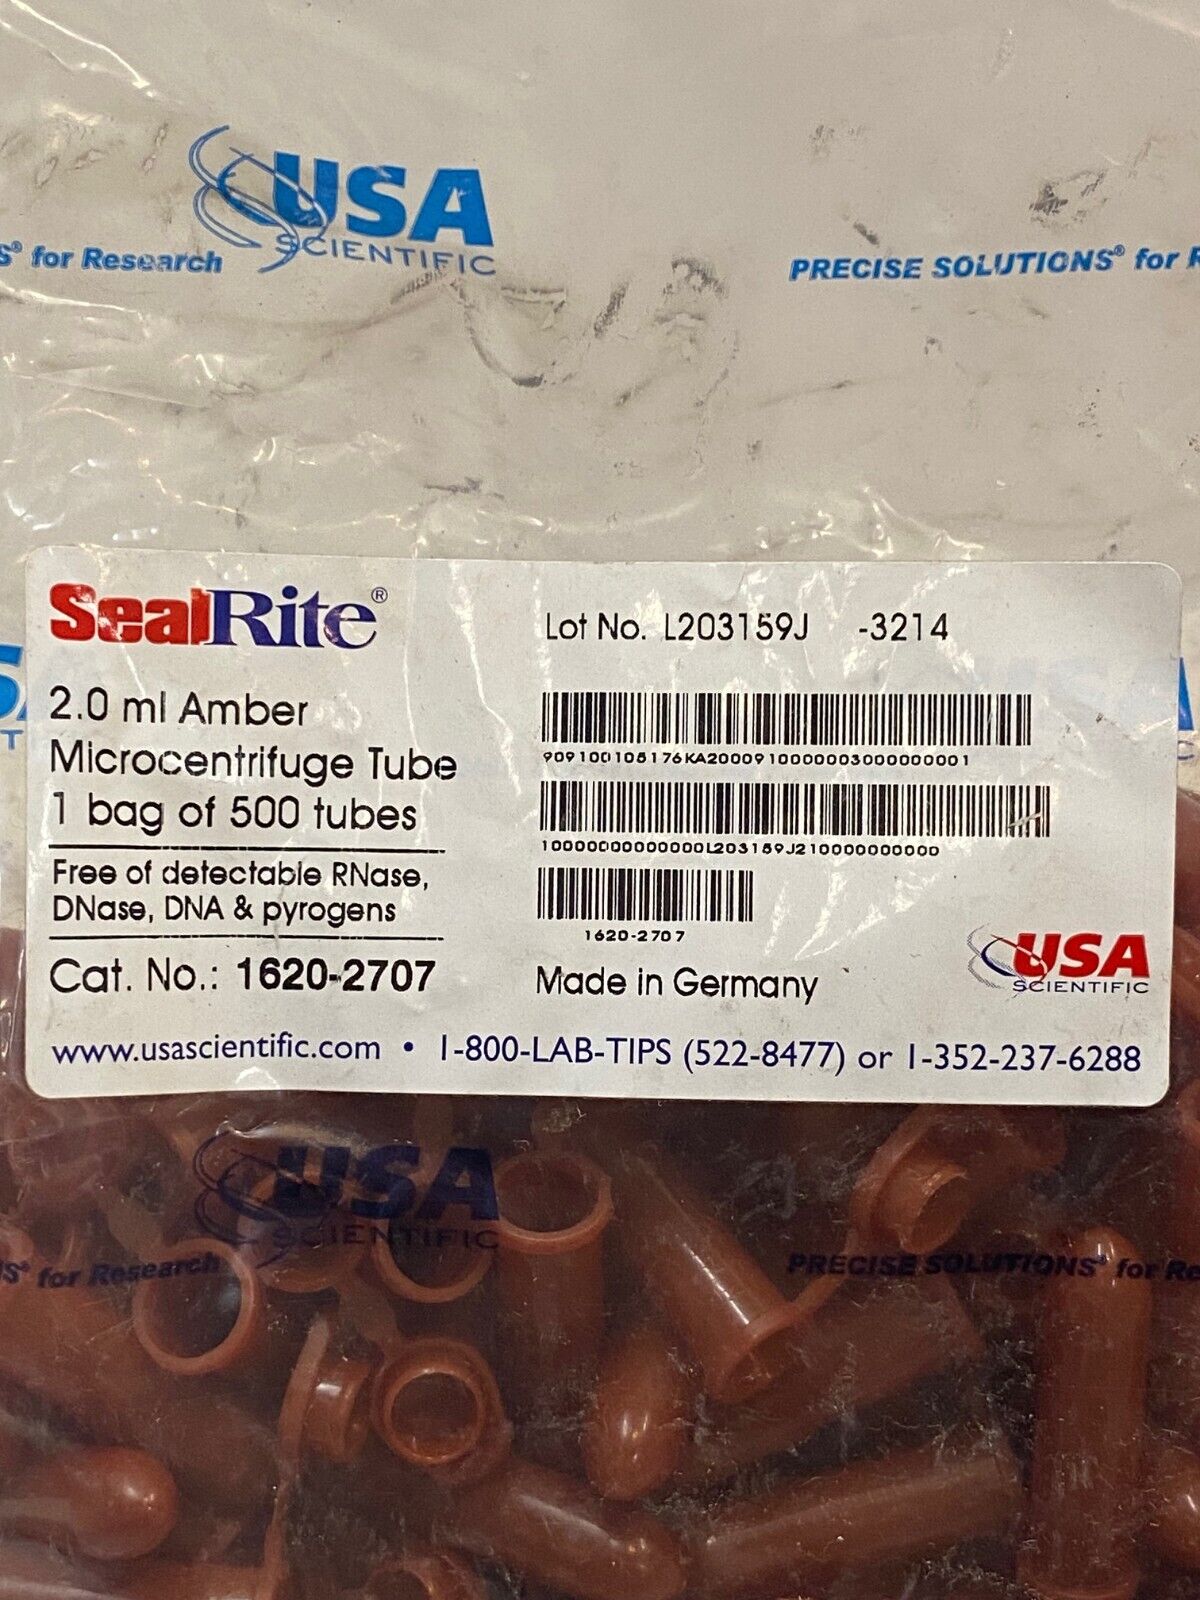 USA
SCIENTIFIC
S® for Research
PRECISE SOLUTIONS® for
SealRite®
2.0 ml Amber
Microcentrifuge Tube
1 bag of 500 tubes
Free of detectable RNase,
DNase, DNA & pyrogens
Cat. No.: 1620-2707
Lot No. L203159J -3214
909100105176KA20009100000003000000001
1620-2707
Made in Germany
USA
SCIENTIFIC
www.usascientific.com • 1-800-LAB-TIPS (522-8477) or 1-352-237-6288
USA
SCIENTIFIC
S® for Research
PRECISE SOLUTIONS® for Re